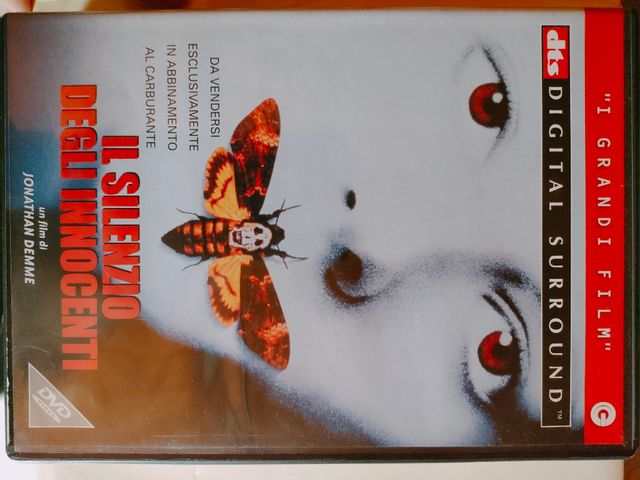 "I GRANDI FILM"
dts DIGITAL SURROUND™
DA VENDERSI
ESCLUSIVAMENTE
IN ABBINAMENTO
AL CARBURANTE
IL SILENZIO
DEGLI INNOCENTI
un film di
JONATHAN DEMME
DVD